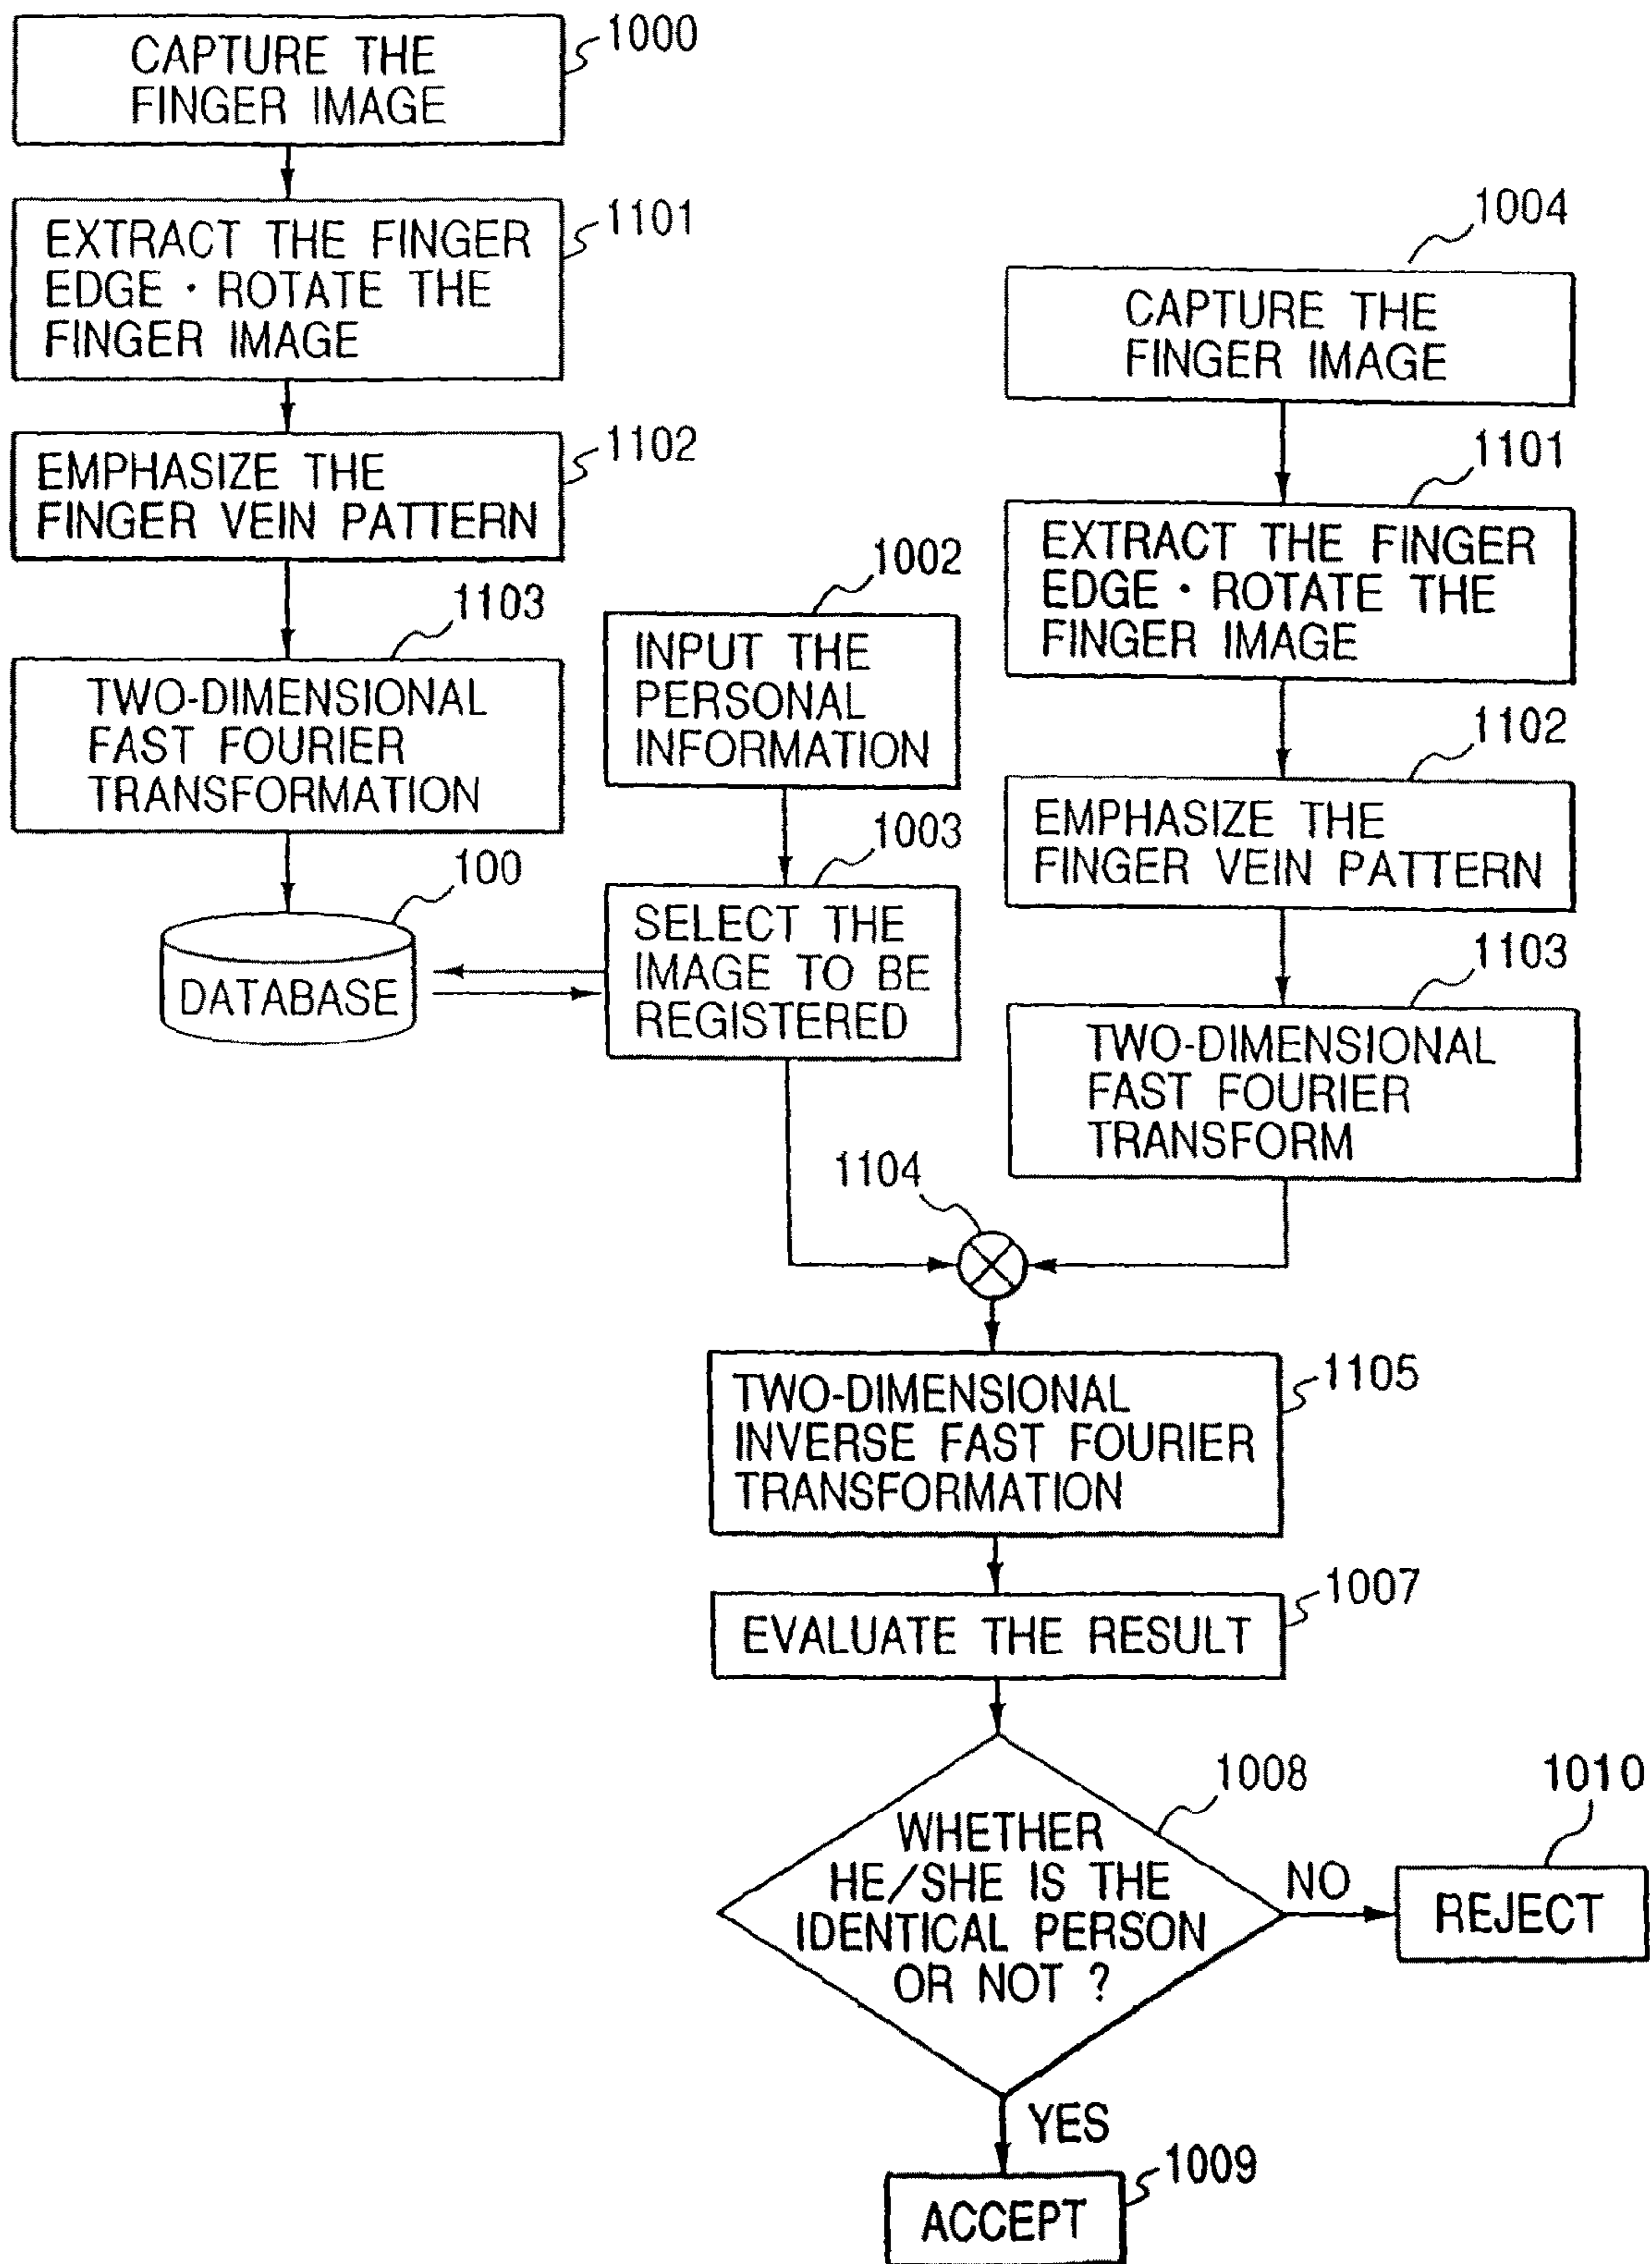 1000
CAPTURE THE
FINGER IMAGE
1101
EXTRACT THE FINGER
EDGE · ROTATE THE
FINGER IMAGE
1102
EMPHASIZE THE
FINGER VEIN PATTERN
1103
TWO-DIMENSIONAL
FAST FOURIER
TRANSFORMATION
100
DATABASE
1002
INPUT THE
PERSONAL
INFORMATION
1003
SELECT THE
IMAGE TO BE
REGISTERED
1004
CAPTURE THE
FINGER IMAGE
1101
EXTRACT THE FINGER
EDGE · ROTATE THE
FINGER IMAGE
1102
EMPHASIZE THE
FINGER VEIN PATTERN
1103
TWO-DIMENSIONAL
FAST FOURIER
TRANSFORM
1104
1105
TWO-DIMENSIONAL
INVERSE FAST FOURIER
TRANSFORMATION
1007
EVALUATE THE RESULT
1008
WHETHER
HE/SHE IS THE
IDENTICAL PERSON
OR NOT ?
NO
1010
REJECT
YES
1009
ACCEPT